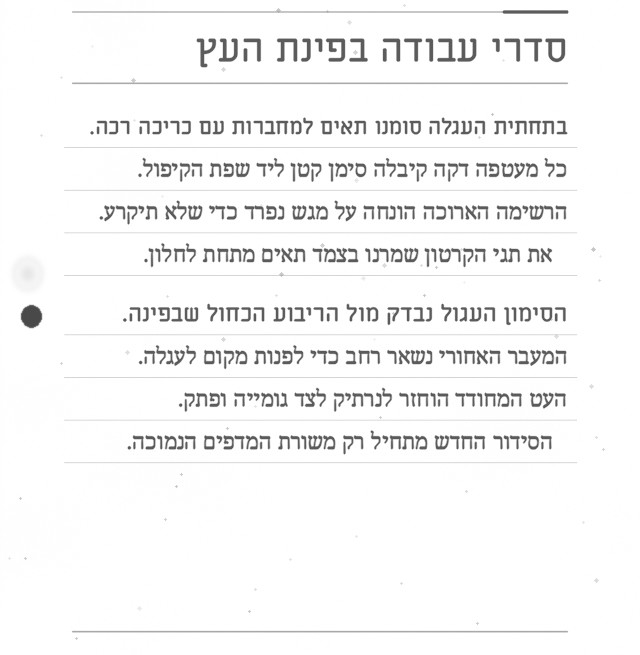 סדרי עבודה בפינת העץ
בתחתית העגלה סומנו תאים למחברות עם כריכה רכה.
כל מעטפה דקה קיבלה סימן קטן ליד שפת הקיפול.
הרשימה הארוכה הונחה על מגש נפרד כדי שלא תיקרע.
את תגי הקרטון שמרנו בצמד תאים מתחת לחלון.
הסימון העגול נבדק מול הריבוע הכחול שבפינה.
המעבר האחורי נשאר רחב כדי לפנות מקום לעגלה.
העט המחודד הוחזר לנרתיק לצד גומייה ופתק.
הסידור החדש מתחיל רק משורת המדפים הנמוכה.